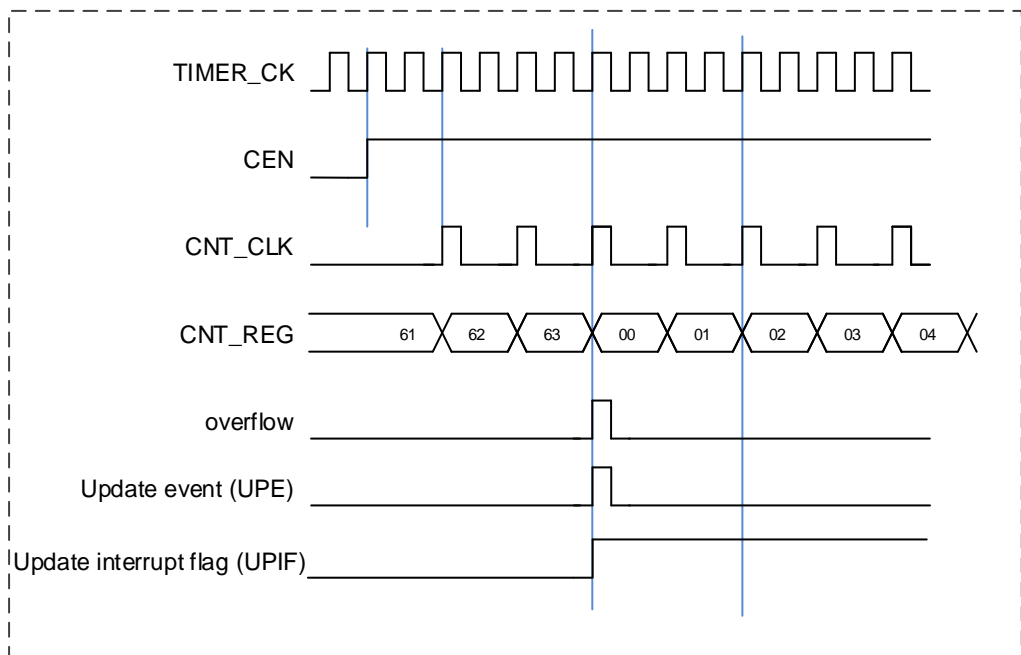 TIMER_CK
CEN
CNT_CLK
CNT_REG 61 62 63 00 01 02 03 04
overflow
Update event (UPE)
Update interrupt flag (UPIF)